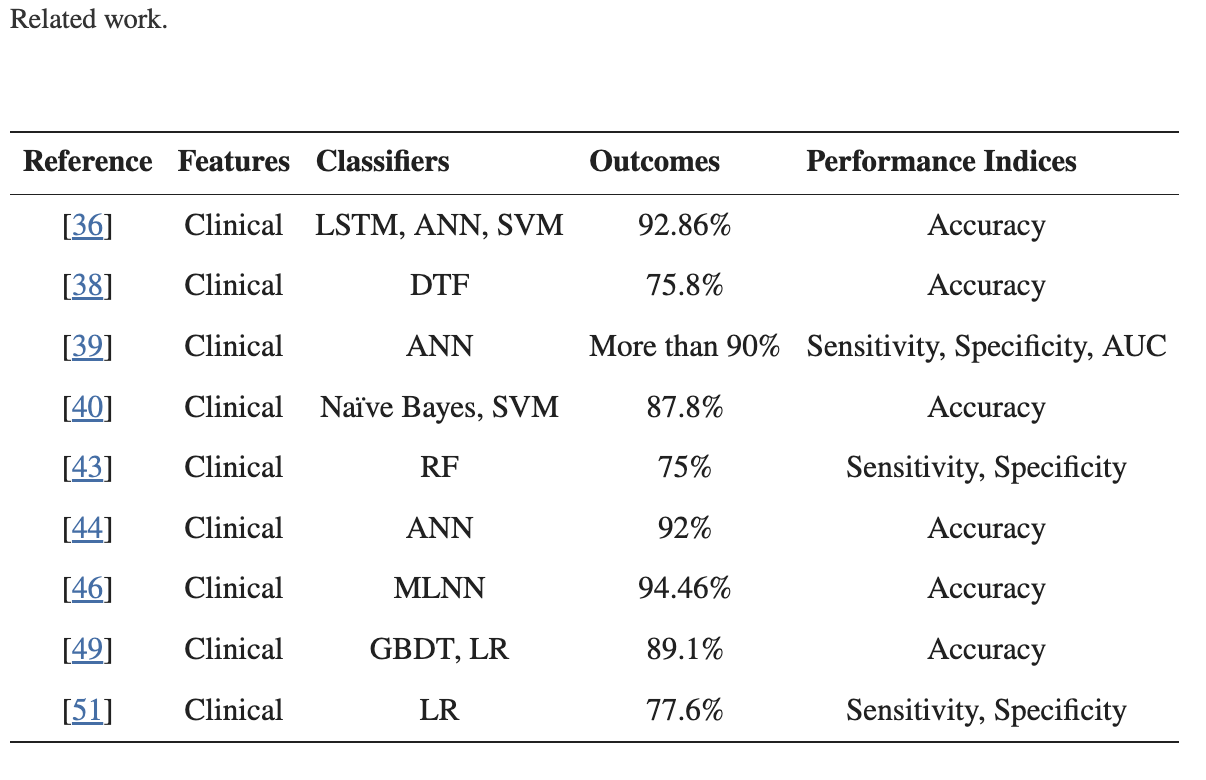 Related work.
Reference Features Classifiers Outcomes Performance Indices
[36] Clinical LSTM, ANN, SVM 92.86% Accuracy
[38] Clinical DTF 75.8% Accuracy
[39] Clinical ANN More than 90% Sensitivity, Specificity, AUC
[40] Clinical Naïve Bayes, SVM 87.8% Accuracy
[43] Clinical RF 75% Sensitivity, Specificity
[44] Clinical ANN 92% Accuracy
[46] Clinical MLNN 94.46% Accuracy
[49] Clinical GBDT, LR 89.1% Accuracy
[51] Clinical LR 77.6% Sensitivity, Specificity